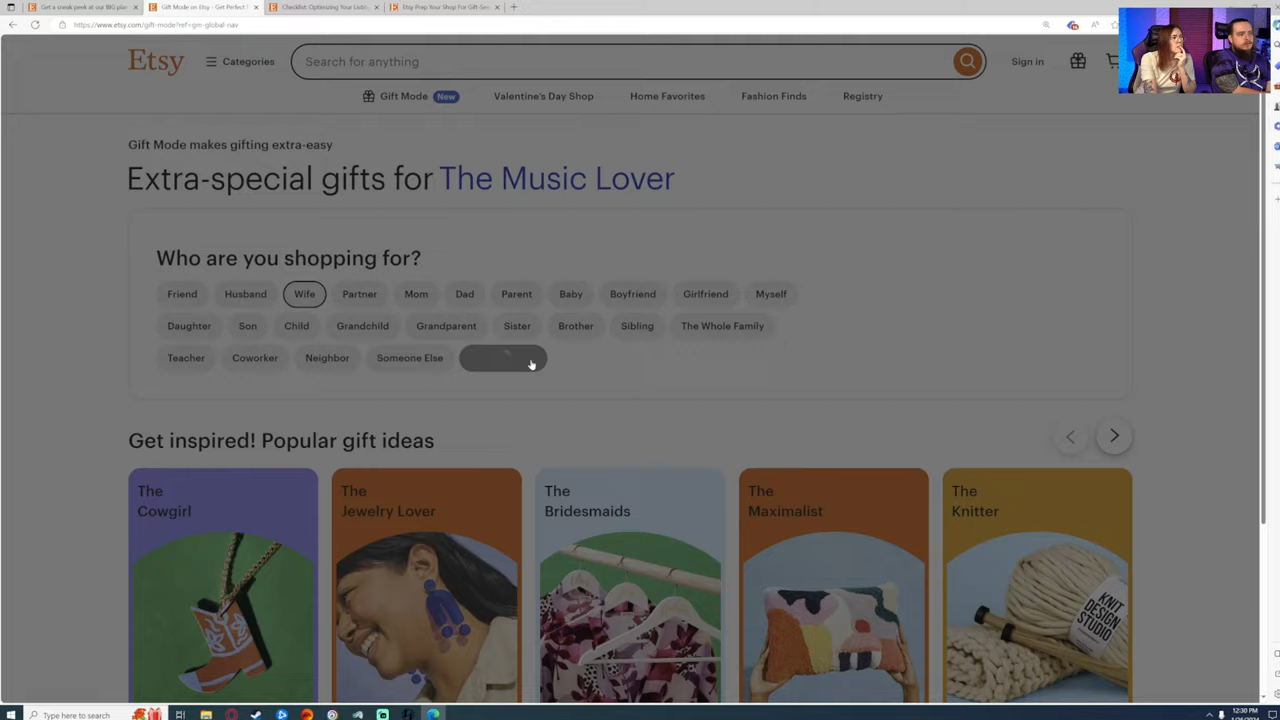 Get a sneak peek at our BIG plan
Gift Mode on Etsy - Get Perfect
Checklist: Optimizing Your Listing
Etsy Prep Your Shop For Gift-Gi
https://www.etsy.com/gift-mode?ref=gm-global-nav
Etsy
Categories
Search for anything
Sign in
Gift Mode New
Valentine's Day Shop
Home Favorites
Fashion Finds
Registry
Gift Mode makes gifting extra-easy
Extra-special gifts for The Music Lover
Who are you shopping for?
Friend Husband Wife Partner Mom Dad Parent Baby Boyfriend Girlfriend Myself
Daughter Son Child Grandchild Grandparent Sister Brother Sibling The Whole Family
Teacher Coworker Neighbor Someone Else
Get inspired! Popular gift ideas
The
Cowgirl
The
Jewelry Lover
The
Bridesmaids
The
Maximalist
The
Knitter
KNIT
DESIGN
STUDIO
Type here to search
12:30 PM